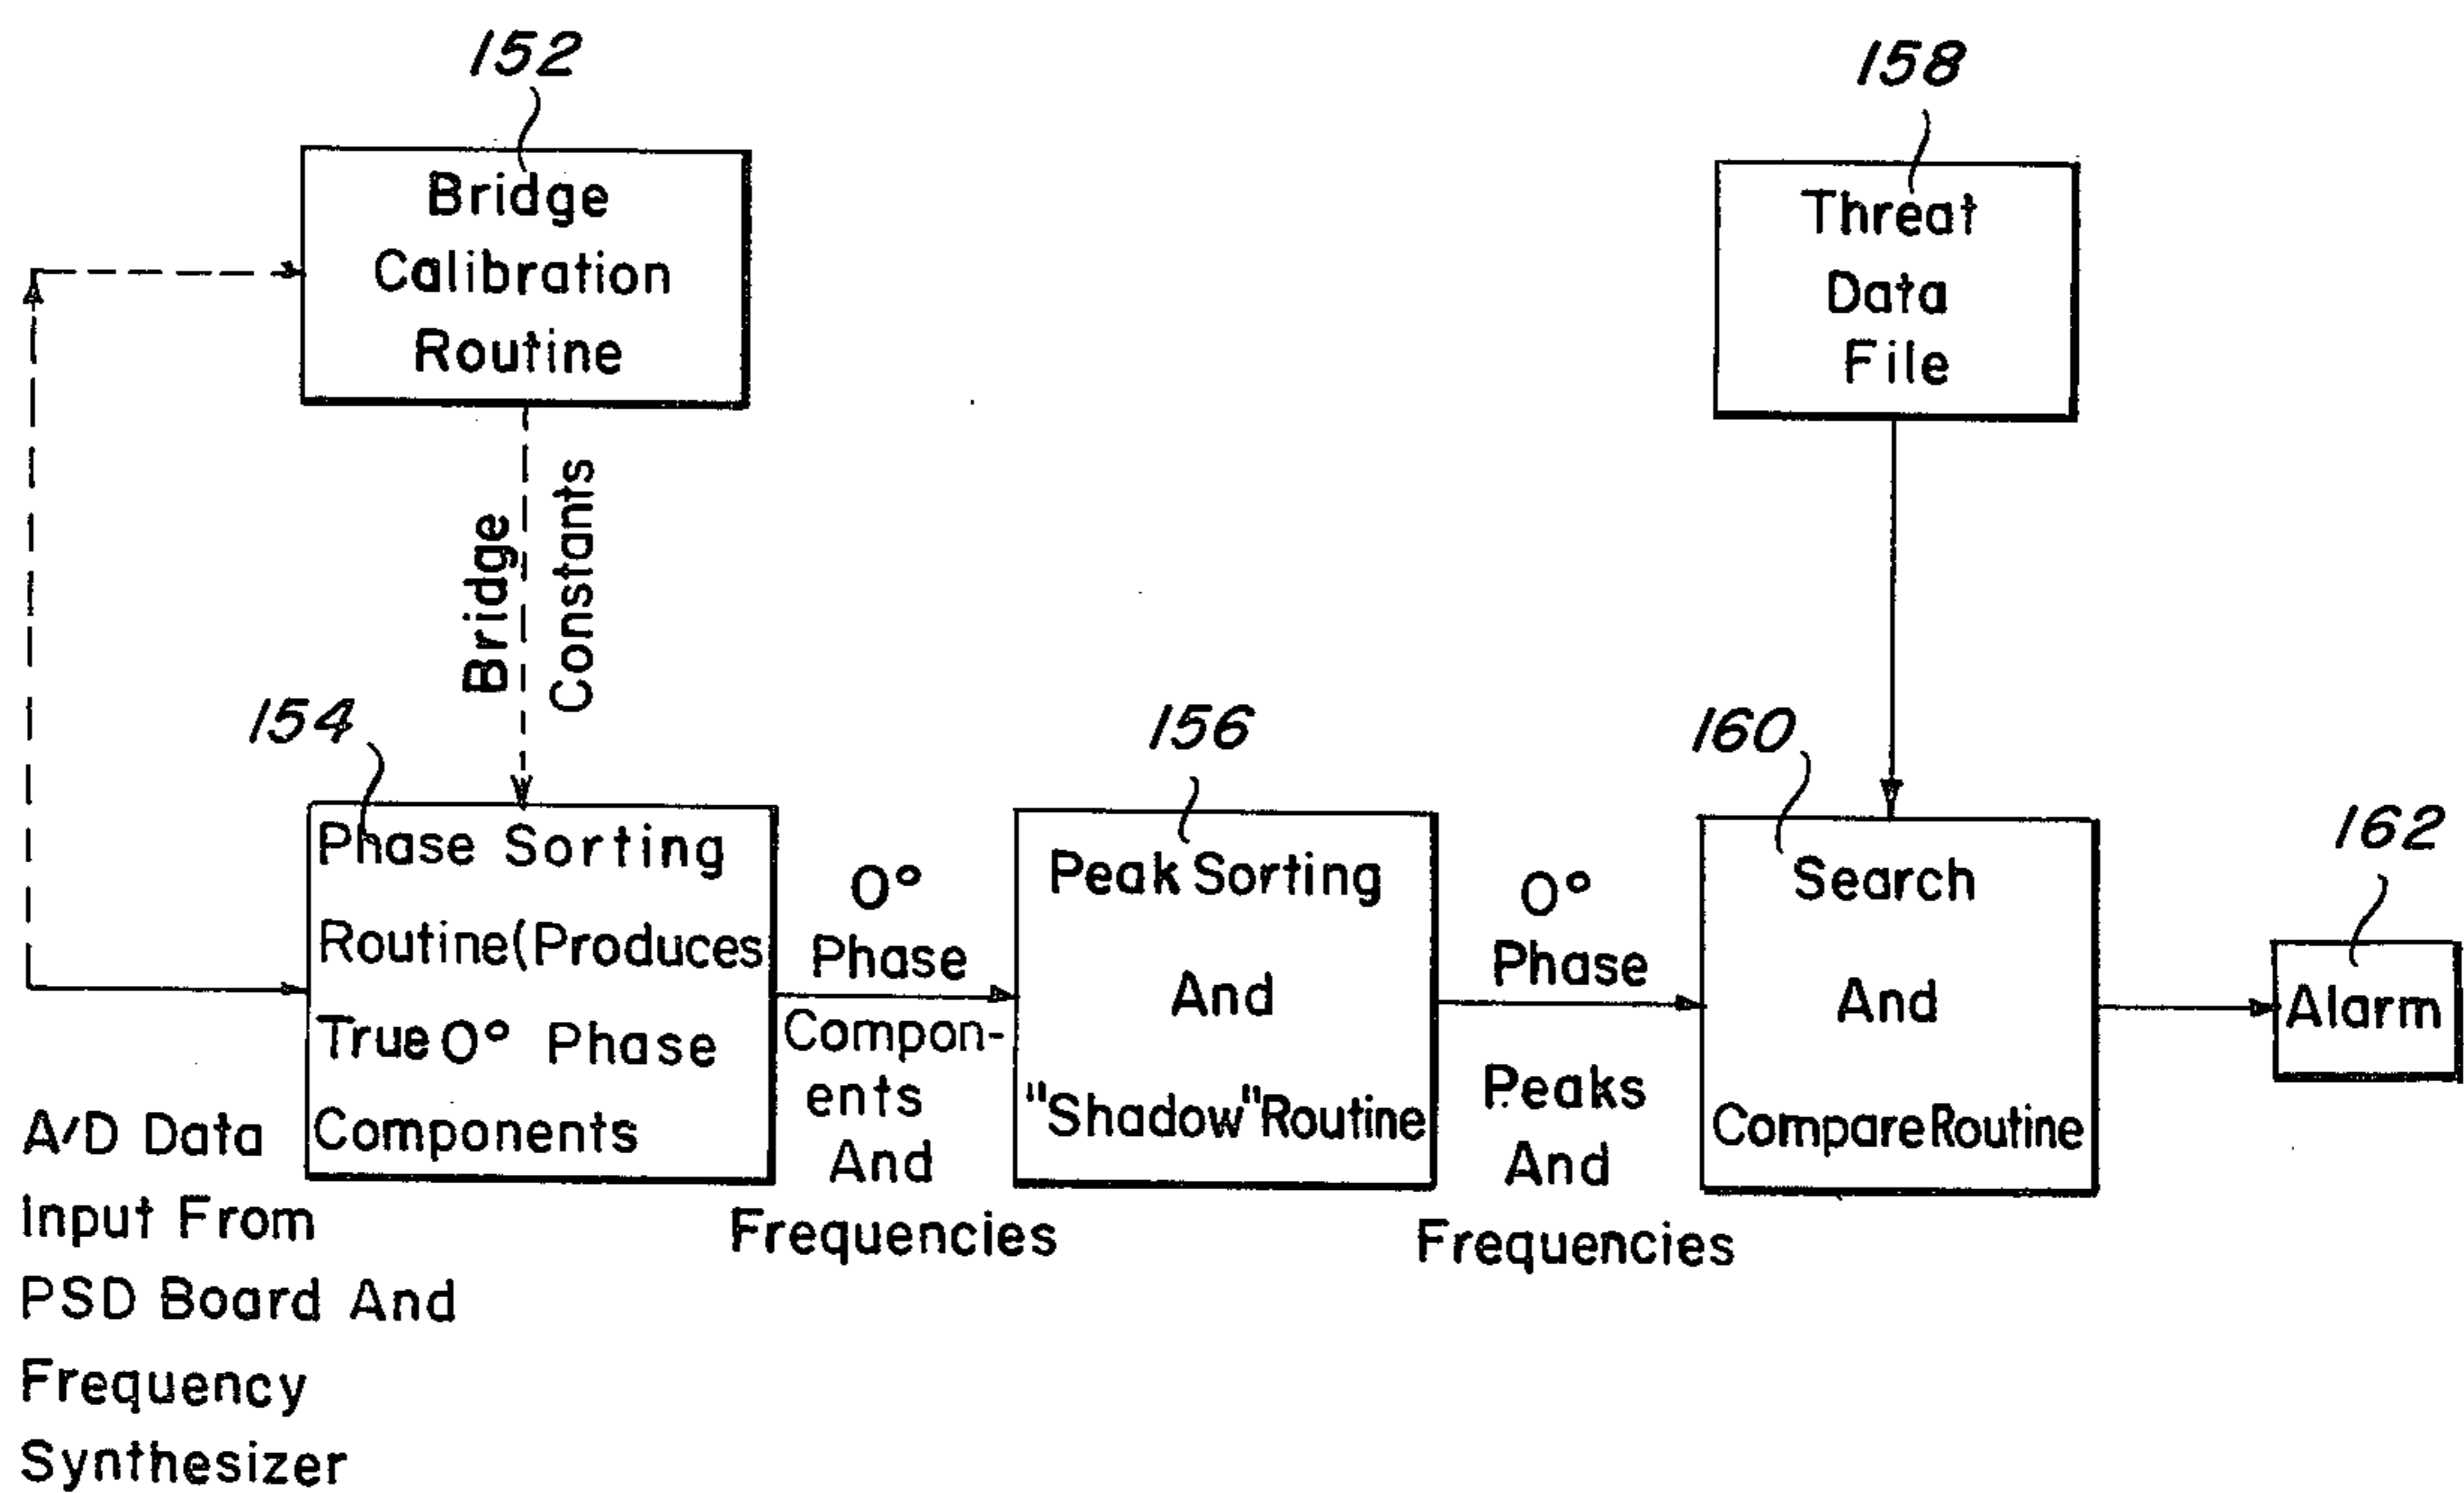 152
Bridge
Calibration
Routine
158
Threat
Data
File
Bridge
Constants
154
Phase Sorting
Routine(Produces
True 0° Phase
Components
0°
Phase
Compon-
ents
And
Frequencies
156
Peak Sorting
And
"Shadow" Routine
0°
Phase
Peaks
And
Frequencies
160
Search
And
Compare Routine
162
Alarm
A/D Data
Input From
PSD Board And
Frequency
Synthesizer